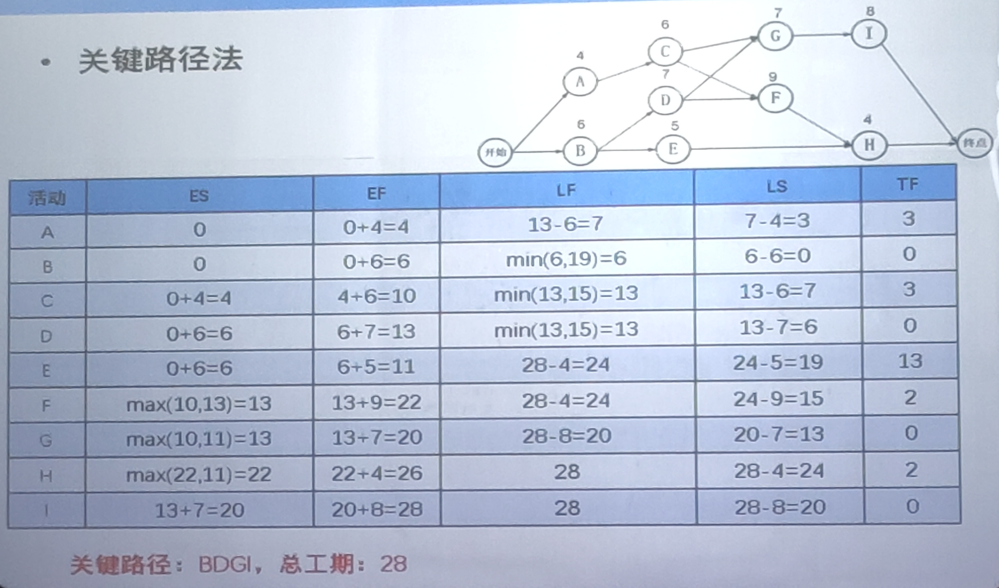 • 关键路径法
7
8
6
G
I
4
C
7
9
A
D
F
6
5
4
开始
B
E
H
终点
活动 ES EF LF LS TF
A 0 0+4=4 13-6=7 7-4=3 3
B 0 0+6=6 min(6,19)=6 6-6=0 0
C 0+4=4 4+6=10 min(13,15)=13 13-6=7 3
D 0+6=6 6+7=13 min(13,15)=13 13-7=6 0
E 0+6=6 6+5=11 28-4=24 24-5=19 13
F max(10,13)=13 13+9=22 28-4=24 24-9=15 2
G max(10,11)=13 13+7=20 28-8=20 20-7=13 0
H max(22,11)=22 22+4=26 28 28-4=24 2
I 13+7=20 20+8=28 28 28-8=20 0
关键路径：BDGI，总工期：28